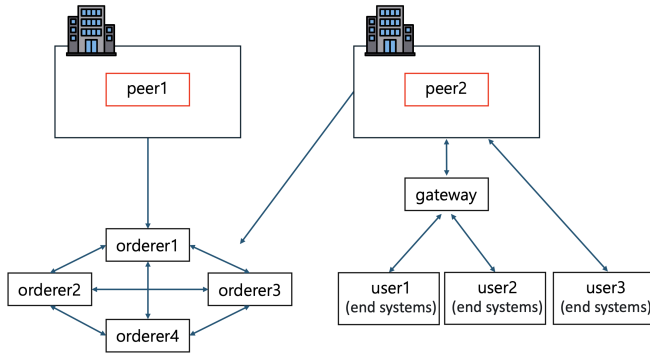 peer1
peer2
gateway
orderer1
orderer2
orderer3
orderer4
user1
(end systems)
user2
(end systems)
user3
(end systems)